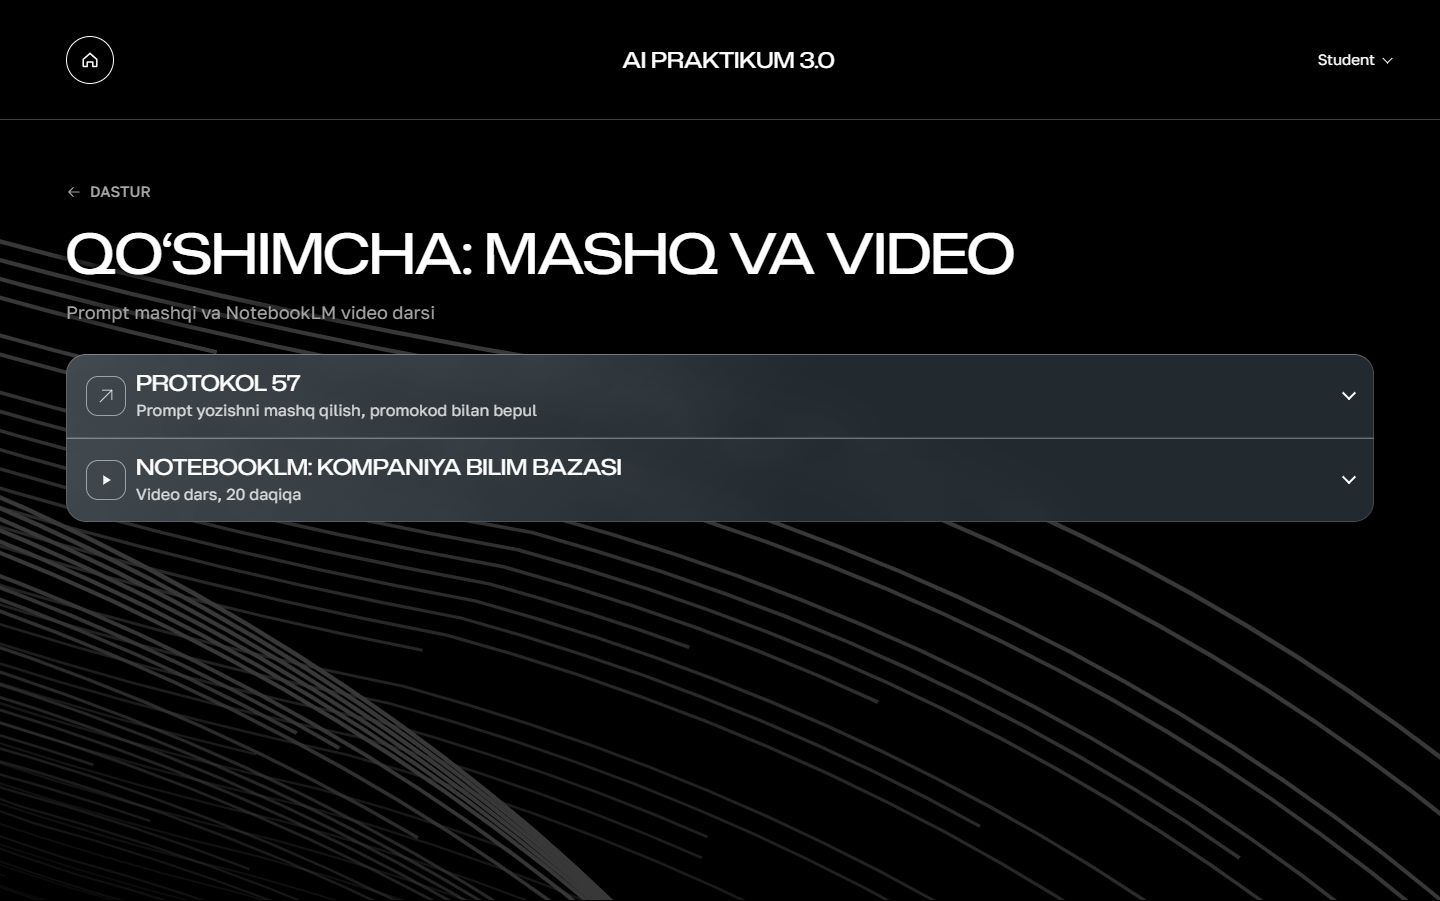 AI PRAKTIKUM 3.0
Student
DASTUR
QO‘SHIMCHA: MASHQ VA VIDEO
Prompt mashqi va NotebookLM video darsi
PROTOKOL 57
Prompt yozishni mashq qilish, promokod bilan bepul
NOTEBOOKLM: KOMPANIYA BILIM BAZASI
Video dars, 20 daqiqa